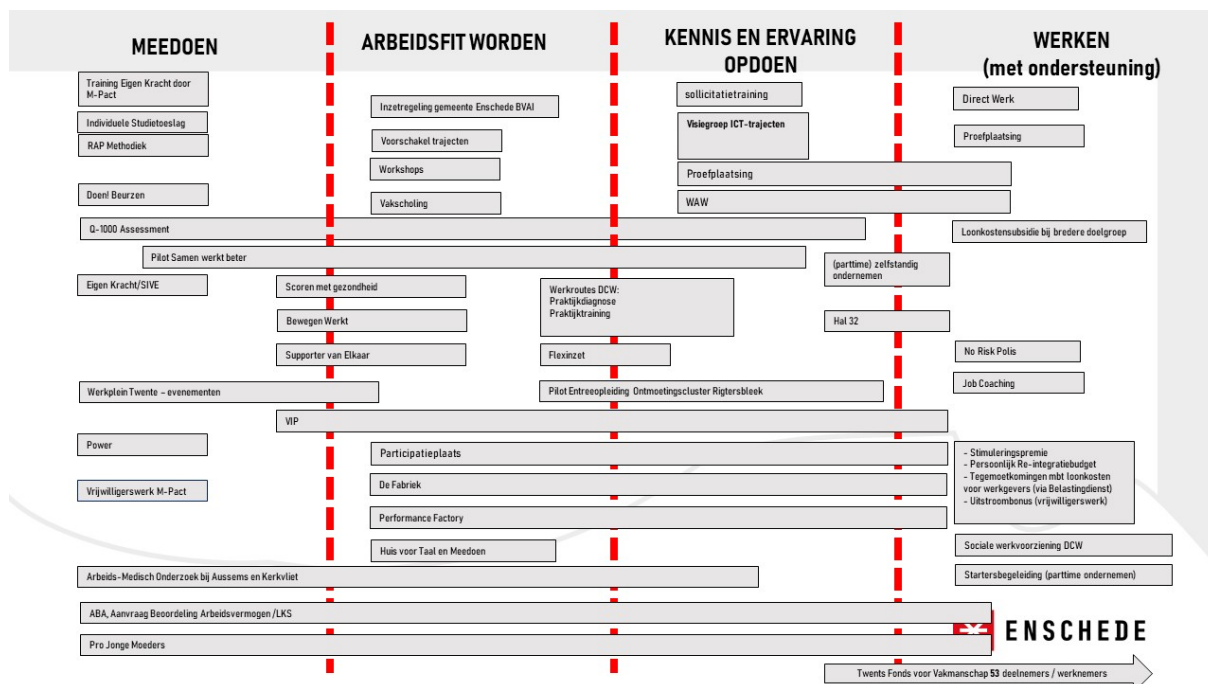 MEEDOEN
ARBEIDSFIT WORDEN
KENNIS EN ERVARING
OPDOEN
WERKEN
(met ondersteuning)
Training Eigen Kracht door
M-Pact
Individuele Studietoeslag
RAP Methodiek
Doen! Beurzen
Inzetregeling gemeente Enschede BVAI
Voorschakel trajecten
Workshops
Vakscholing
sollicitatietraining
Visiegroep ICT-trajecten
Proefplaatsing
WAW
Direct Werk
Proefplaatsing
Q-1000 Assessment
Loonkostensubsidie bij bredere doelgroep
Pilot Samen werkt beter
(parttime) zelfstandig
ondernemen
Eigen Kracht/SIVE
Scoren met gezondheid
Werkroutes DCW:
Praktijkdiagnose
Praktijktraining
Bewegen Werkt
Hal 32
Supporter van Elkaar
Flexinzet
No Risk Polis
Job Coaching
Werkplein Twente – evenementen
Pilot Entreeopleiding Ontmoetingscluster Rigtersbleek
VIP
Power
Participatieplaats
- Stimuleringspremie
- Persoonlijk Re-integratiebudget
- Tegemoetkomingen mbt loonkosten
voor werkgevers (via Belastingdienst)
- Uitstroombonus (vrijwilligerswerk)
Vrijwilligerswerk M-Pact
De Fabriek
Performance Factory
Huis voor Taal en Meedoen
Sociale werkvoorziening DCW
Arbeids-Medisch Onderzoek bij Aussems en Kerkvliet
Startersbegeleiding (parttime ondernemen)
ABA, Aanvraag Beoordeling Arbeidsvermogen /LKS
ENSCHEDE
Pro Jonge Moeders
Twents Fonds voor Vakmanschap 53 deelnemers / werknemers